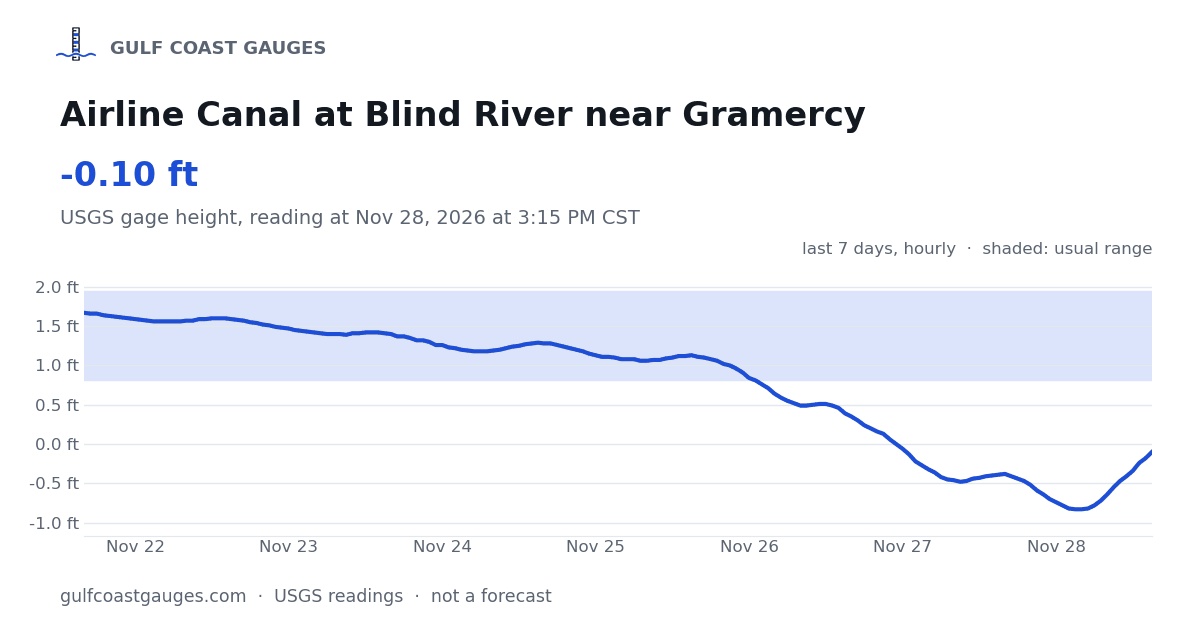 GULF COAST GAUGES
Airline Canal at Blind River near Gramercy
-0.10 ft
USGS gage height, reading at Nov 28, 2026 at 3:15 PM CST
last 7 days, hourly · shaded: usual range
2.0 ft
1.5 ft
1.0 ft
0.5 ft
0.0 ft
-0.5 ft
-1.0 ft
Nov 22 Nov 23 Nov 24 Nov 25 Nov 26 Nov 27 Nov 28
gulfcoastgauges.com · USGS readings · not a forecast